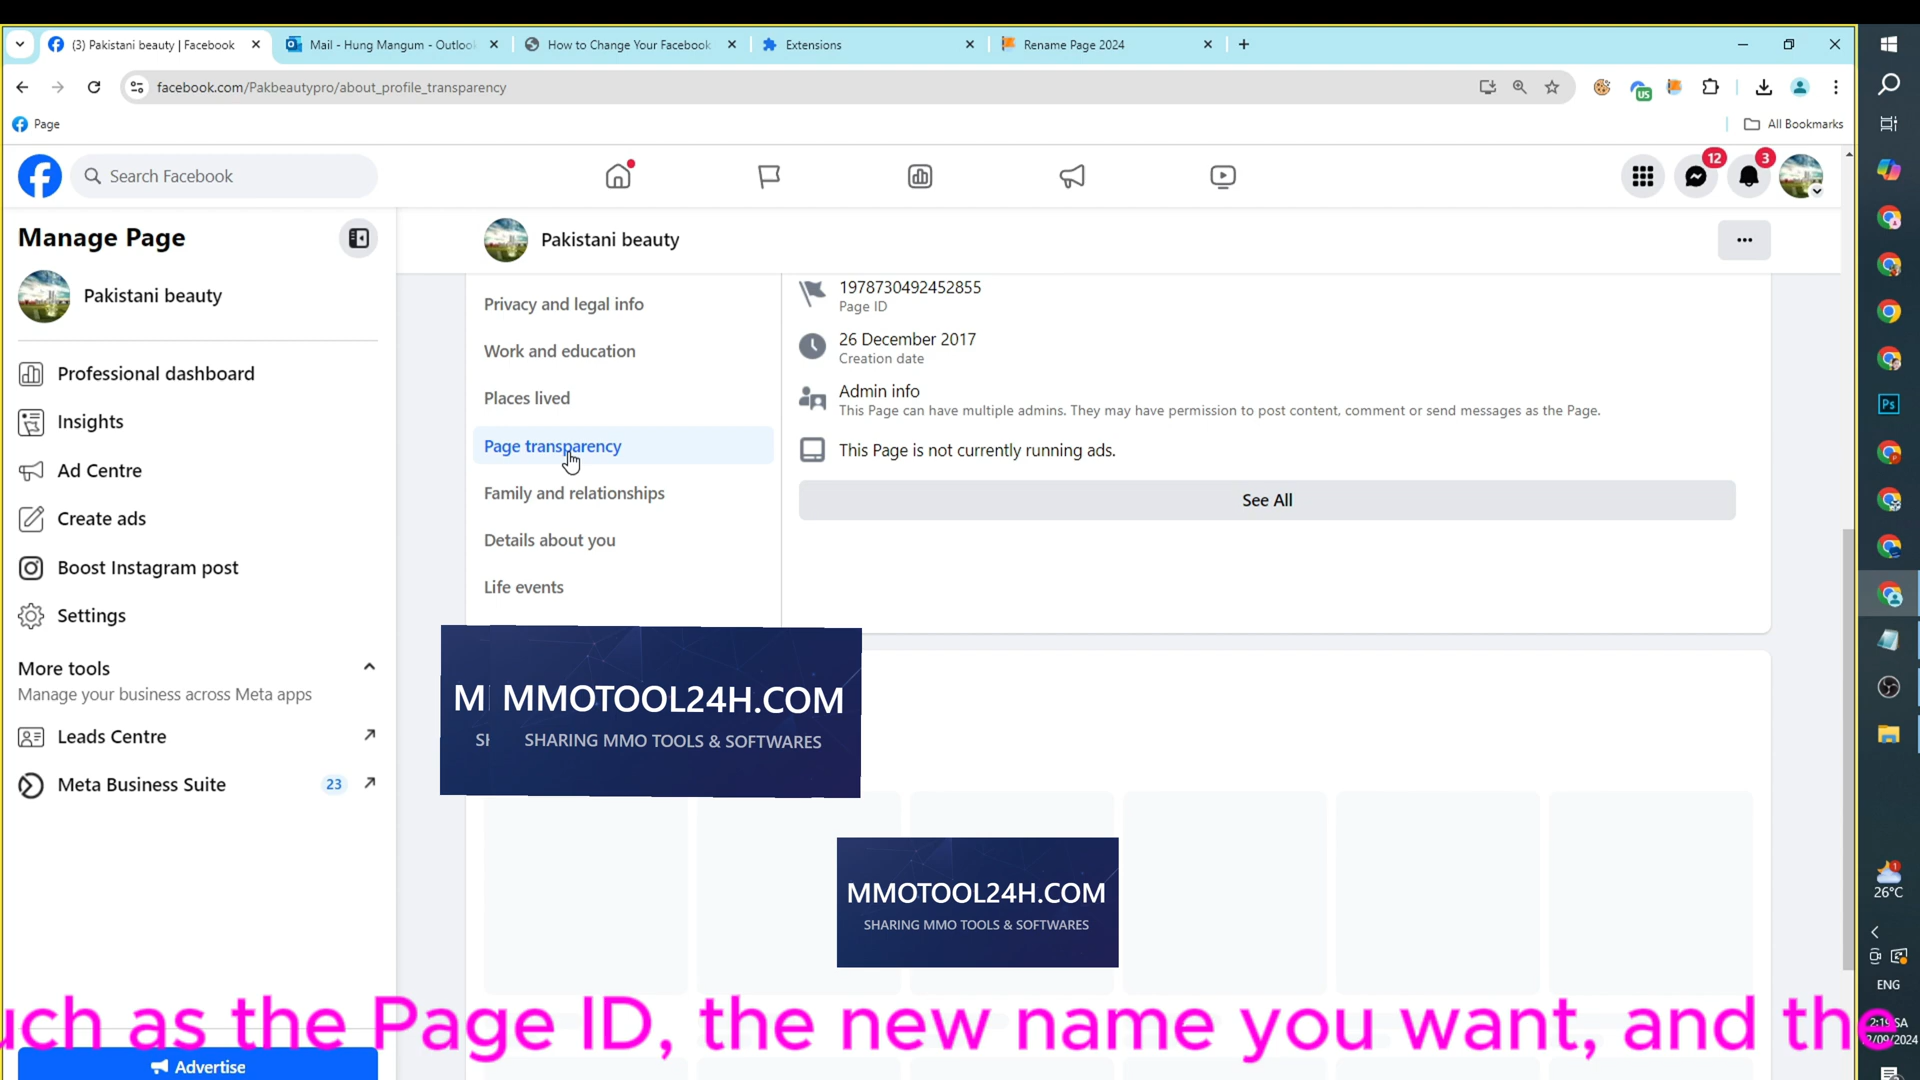 (3) Pakistani beauty | Facebook
Mail - Hung Mangum - Outlook
How to Change Your Facebook
Extensions
Rename Page 2024
facebook.com/Pakbeautypro/about_profile_transparency
US
Page
All Bookmarks
Search Facebook
12
3
Manage Page
Pakistani beauty
Professional dashboard
Insights
Ad Centre
Create ads
Boost Instagram post
Settings
More tools
Manage your business across Meta apps
Leads Centre
Meta Business Suite
23
Advertise
Pakistani beauty
Privacy and legal info
Work and education
Places lived
Page transparency
Family and relationships
Details about you
Life events
1978730492452855
Page ID
26 December 2017
Creation date
Admin info
This Page can have multiple admins. They may have permission to post content, comment or send messages as the Page.
This Page is not currently running ads.
See All
MMOTOOL24H.COM
SHARING MMO TOOLS & SOFTWARES
MMOTOOL24H.COM
SHARING MMO TOOLS & SOFTWARES
uch as the Page ID, the new name you want, and the
Ps
26°C
ENG
2:19 SA